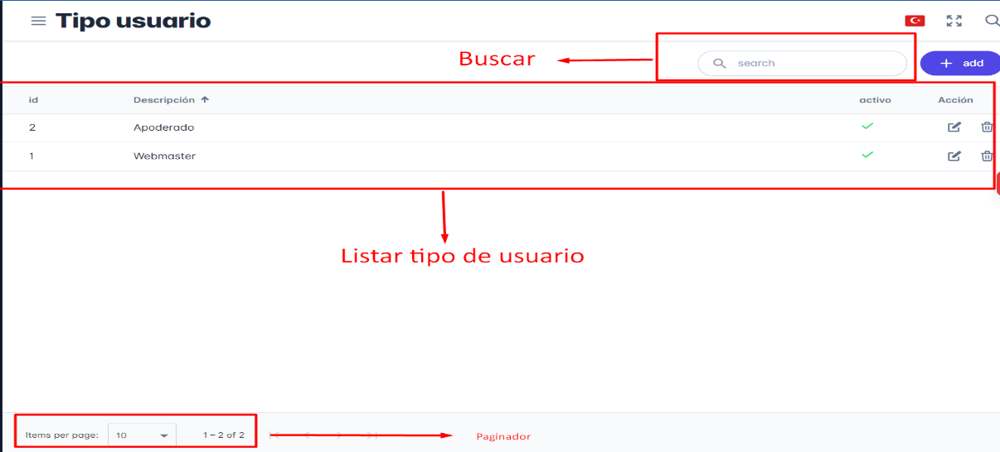 Tipo usuario
Buscar
search
+ add
id Descripción ↑ activo Acción
2 Apoderado
1 Webmaster
Listar tipo de usuario
Items per page: 10 1 – 2 of 2
Paginador